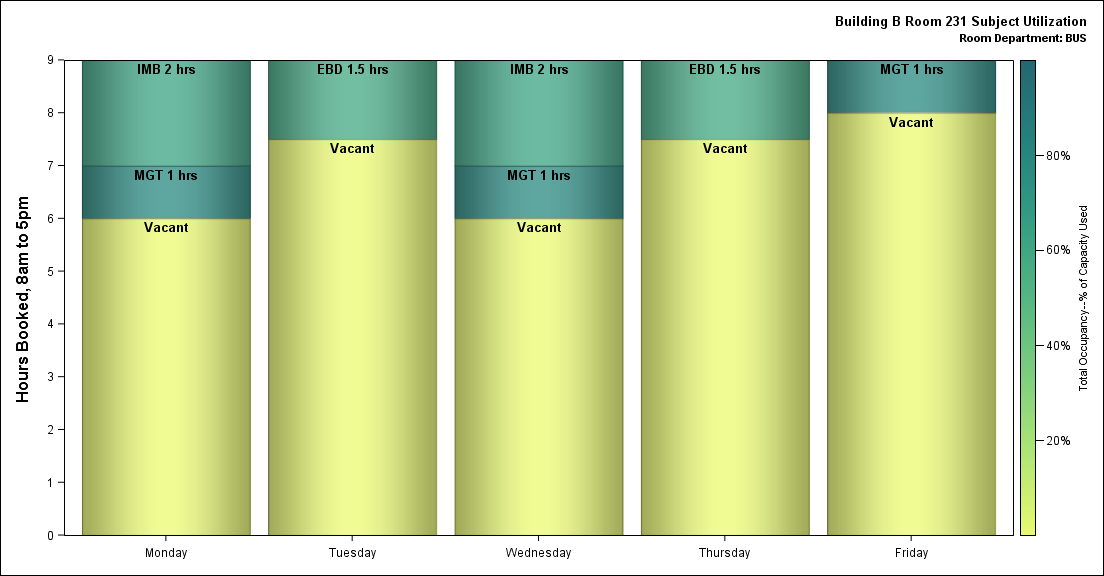 Building B Room 231 Subject Utilization
Room Department: BUS
Hours Booked, 8am to 5pm
9
8
7
6
5
4
3
2
1
0
IMB 2 hrs
MGT 1 hrs
Vacant
EBD 1.5 hrs
Vacant
IMB 2 hrs
MGT 1 hrs
Vacant
EBD 1.5 hrs
Vacant
MGT 1 hrs
Vacant
Monday
Tuesday
Wednesday
Thursday
Friday
80%
60%
40%
20%
Total Occupancy--% of Capacity Used